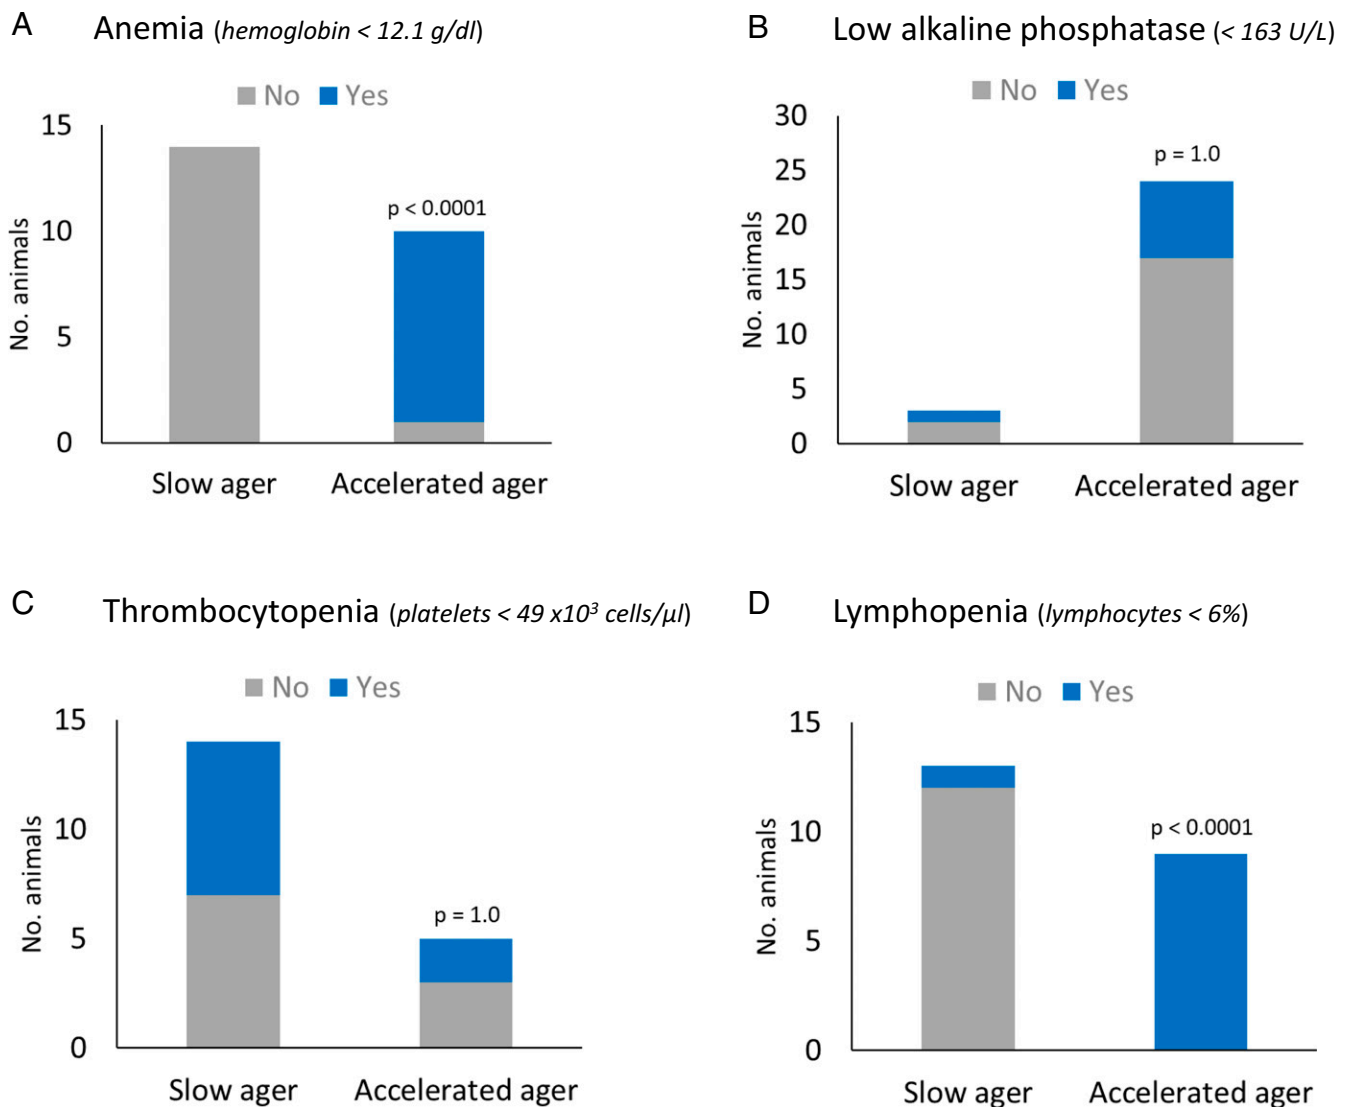 A Anemia (hemoglobin < 12.1 g/dl)
No Yes
15
10
5
0
No. animals
p < 0.0001
Slow ager Accelerated ager
B Low alkaline phosphatase (< 163 U/L)
No Yes
30
25
20
15
10
5
0
No. animals
p = 1.0
Slow ager Accelerated ager
C Thrombocytopenia (platelets < 49 x10³ cells/µl)
No Yes
15
10
5
0
No. animals
p = 1.0
Slow ager Accelerated ager
D Lymphopenia (lymphocytes < 6%)
No Yes
15
10
5
0
No. animals
p < 0.0001
Slow ager Accelerated ager